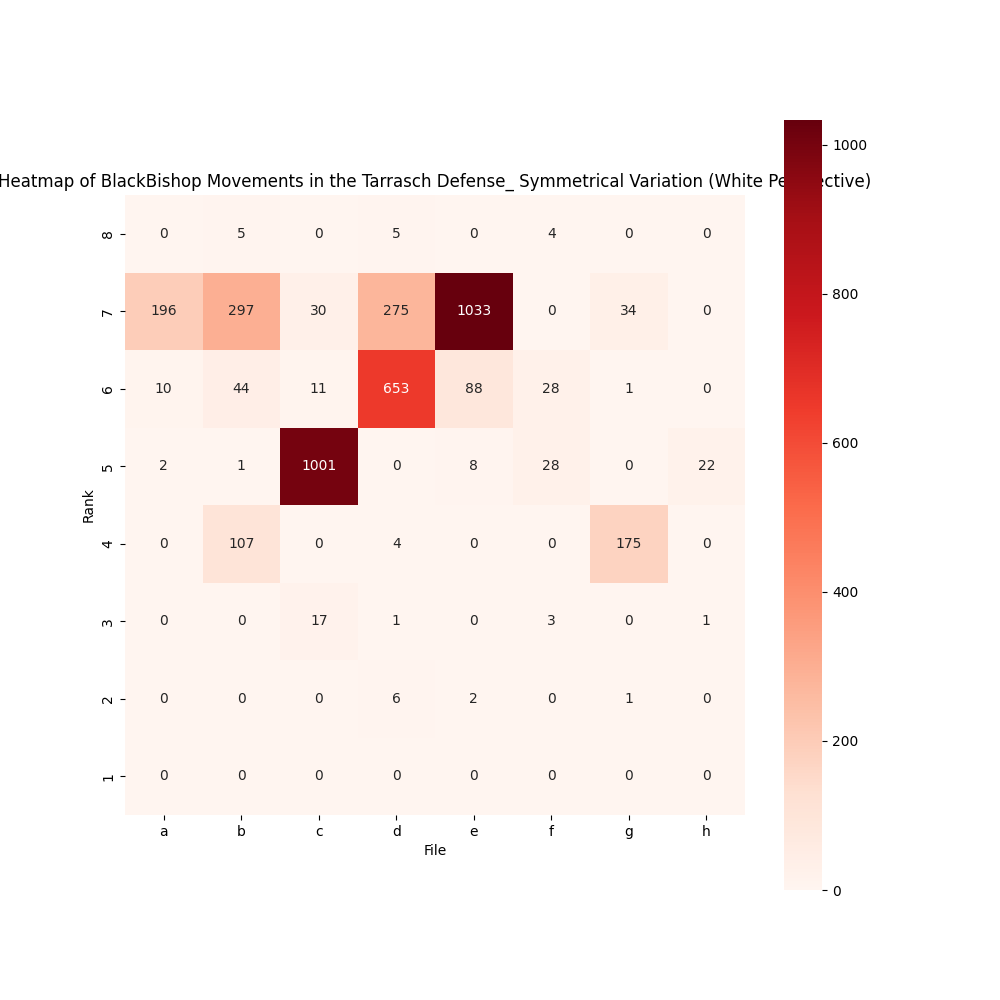 Heatmap of BlackBishop Movements in the Tarrasch Defense_ Symmetrical Variation (White Pe ective)
1000
8 0 5 0 5 0 4 0 0
7 196 297 30 275 1033 0 34 0
800
6 10 44 11 653 88 28 1 0
600
5 2 1 1001 0 8 28 0 22
Rank
4 0 107 0 4 0 0 175 0
400
3 0 0 17 1 0 3 0 1
2 0 0 0 6 2 0 1 0
200
1 0 0 0 0 0 0 0 0
a b c d e f g h
File
0